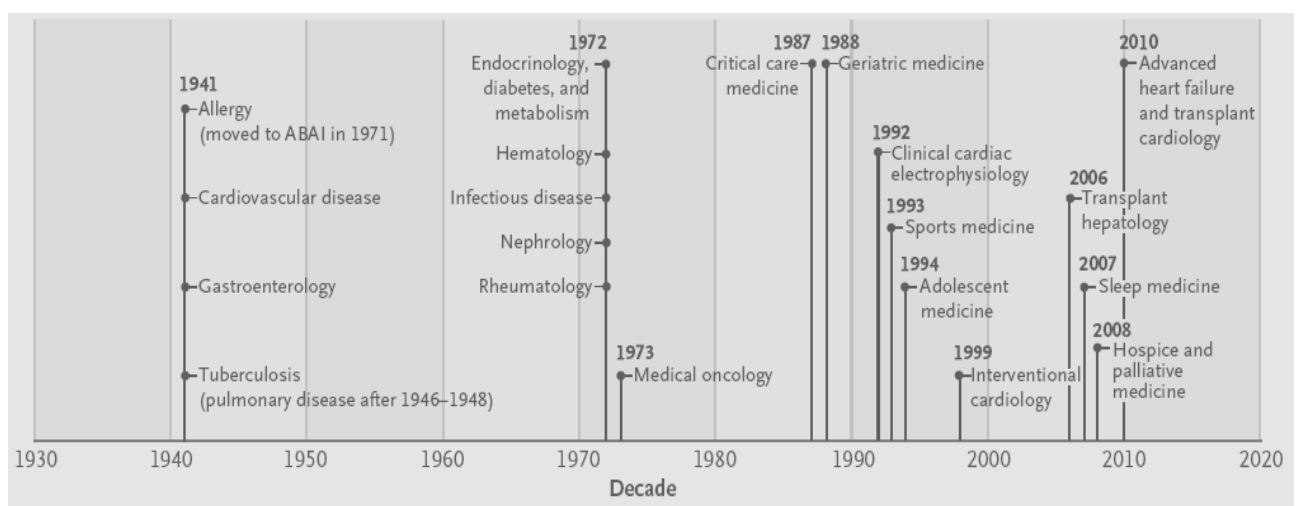 1941
Allergy
(moved to ABAI in 1971)
Cardiovascular disease
Gastroenterology
Tuberculosis
(pulmonary disease after 1946–1948)
1972
Endocrinology,
diabetes, and
metabolism
Hematology
Infectious disease
Nephrology
Rheumatology
1973
Medical oncology
1987
Critical care
medicine
1988
Geriatric medicine
1992
Clinical cardiac
electrophysiology
1993
Sports medicine
1994
Adolescent
medicine
1999
Interventional
cardiology
2006
Transplant
hepatology
2007
Sleep medicine
2008
Hospice and
palliative
medicine
2010
Advanced
heart failure
and transplant
cardiology
1930 1940 1950 1960 1970 1980 1990 2000 2010 2020
Decade